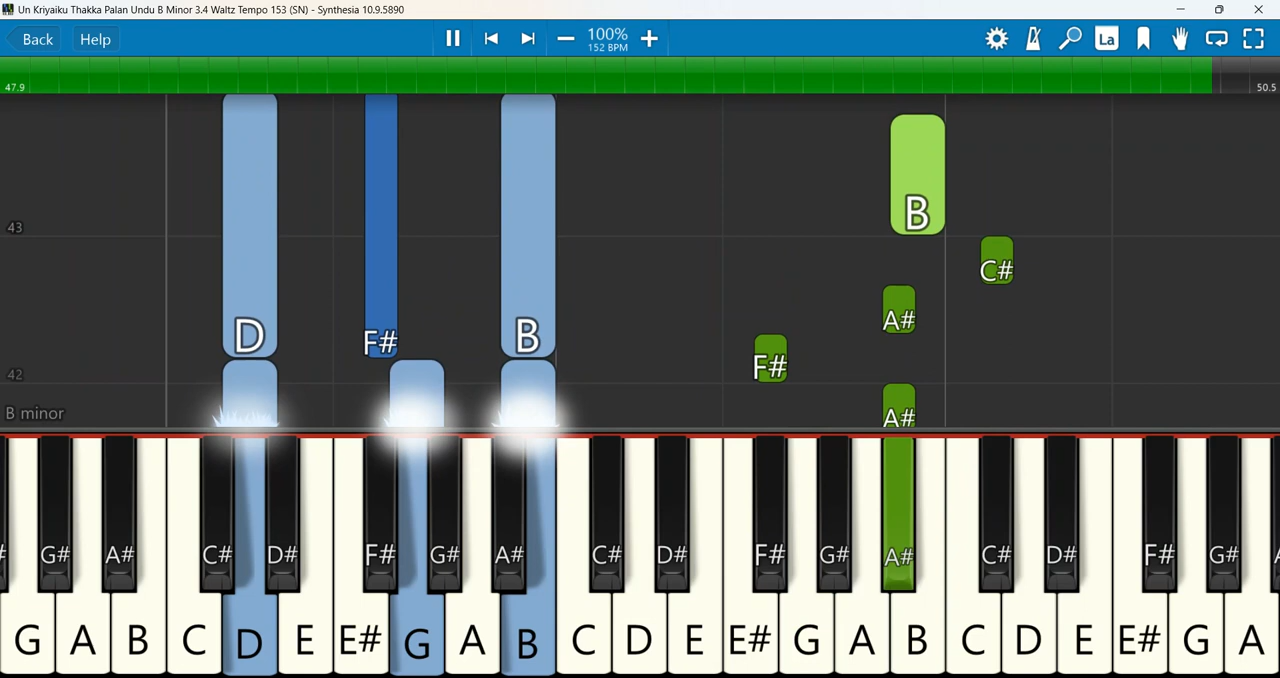 Un Kriyaiku Thakka Palan Undu B Minor 3.4 Waltz Tempo 153 (SN) - Synthesia 10.9.5890
Back Help 100% La
152 BPM
47.9 50.5
B
43
C#
A#
D F# B
F#
42
A#
B minor
G# A# C# D# F# G# A# C# D# F# G# A# C# D# F# G#
G A B C D E E# G A B C D E E# G A B C D E E# G A